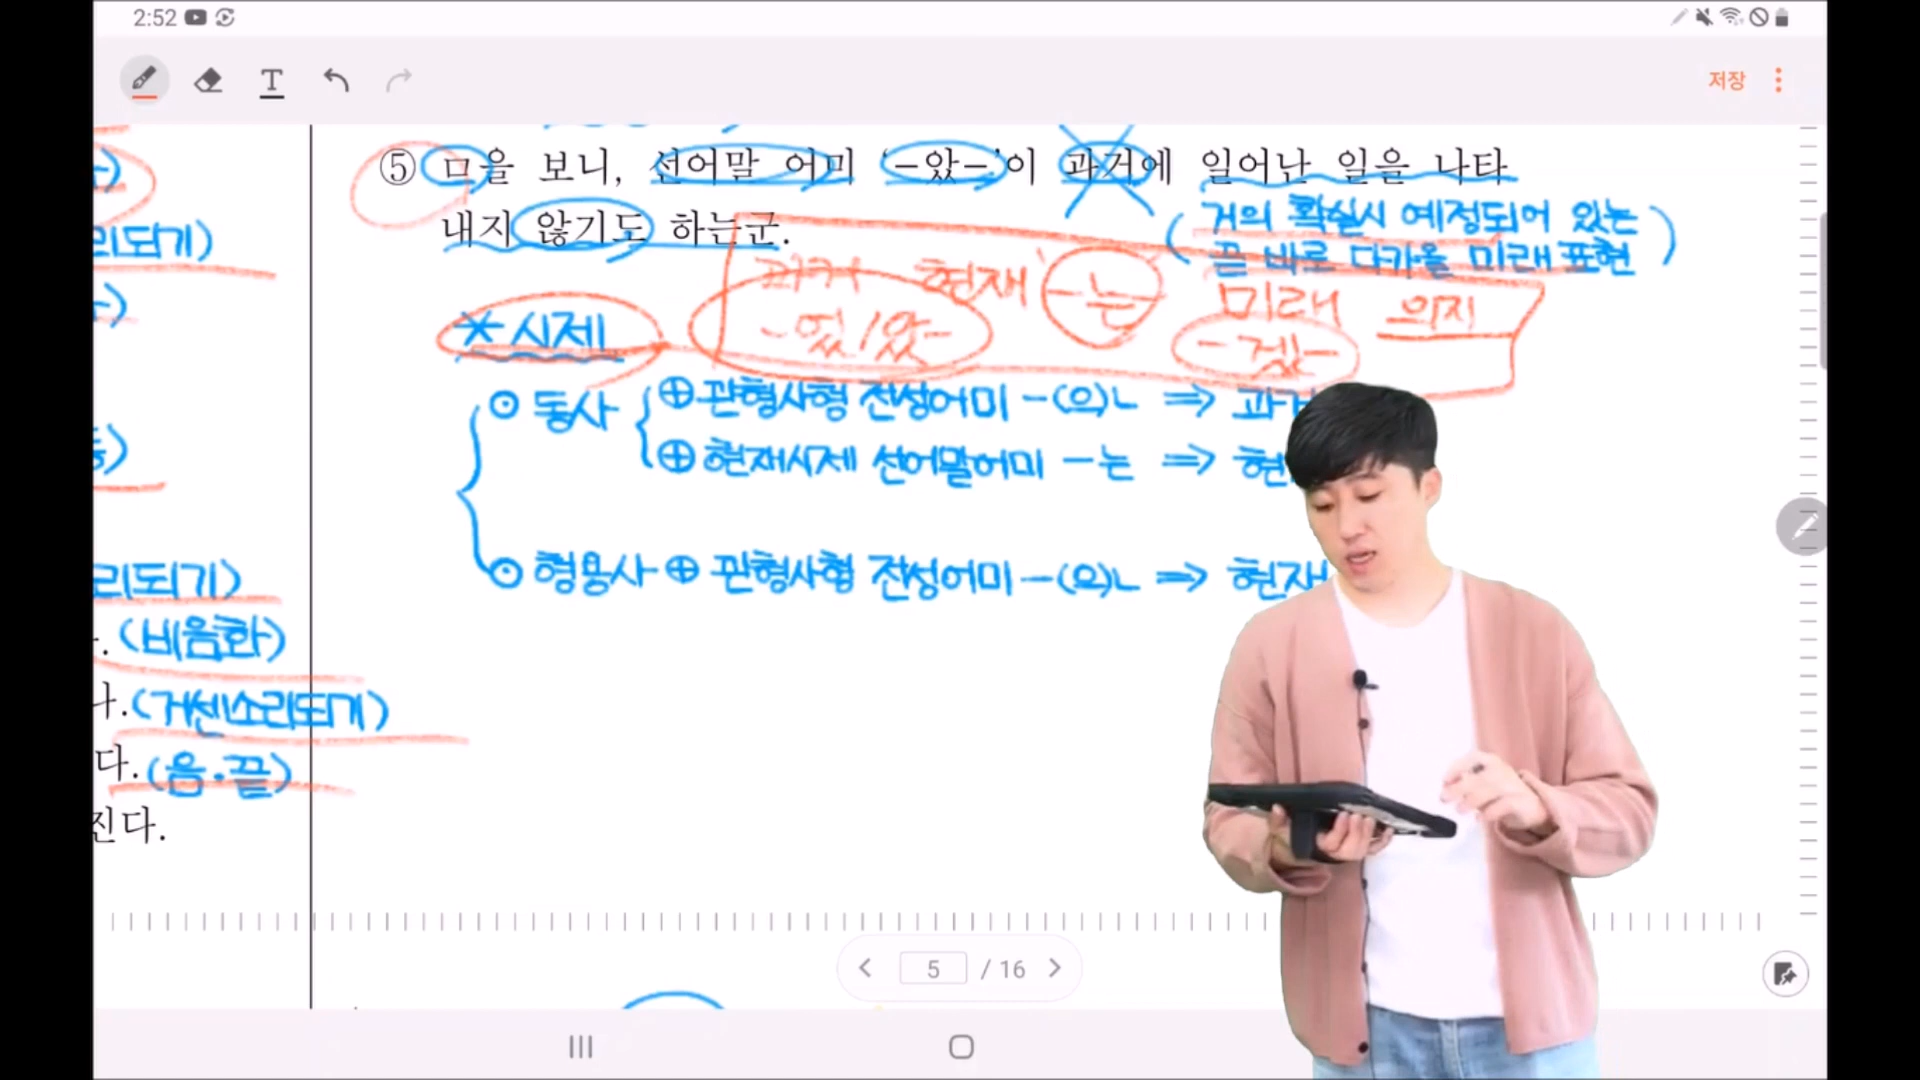 2:52
T
저장
⑤ ㅁ을 보니, 선어말 어미 ‘-았-’이 과거에 일어난 일을 나타
내지 않기도 하는군.
(거의 확실시 예정되어 있는
곧 바로 다가올 미래 표현)
과거 현재 -는- 미래 의지
-었/았- -겠-
*시제
⊙ 동사 ⊕ 관형사형 전성어미 -(으)ㄴ ⇒ 과거
⊕ 현재시제 선어말어미 -는 ⇒ 현
⊙ 형용사 ⊕ 관형사형 전성어미 -(으)ㄴ ⇒ 현재
리되기)
리되기)
. (비음화)
나. (거센소리되기)
다. (음.끝)
진다.
5 / 16